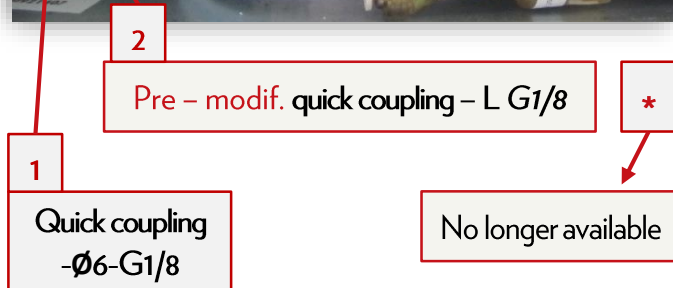 2
Pre – modif. quick coupling – L G1/8
*
1
Quick coupling
-Ø6-G1/8
No longer available